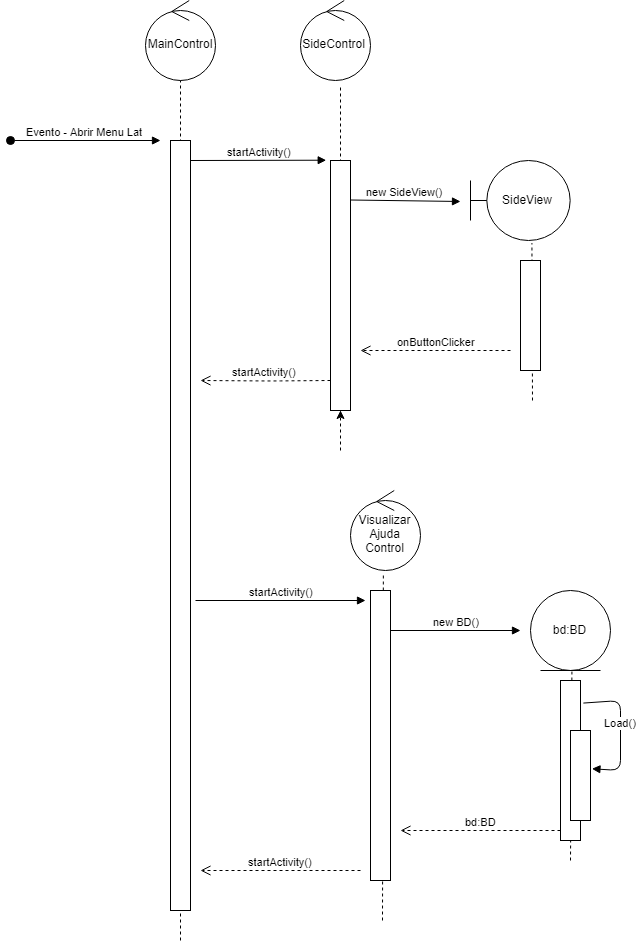 MainControl
SideControl
Evento - Abrir Menu Lat
startActivity()
new SideView()
SideView
onButtonClicker
startActivity()
Visualizar
Ajuda
Control
startActivity()
new BD()
bd:BD
Load()
bd:BD
startActivity()